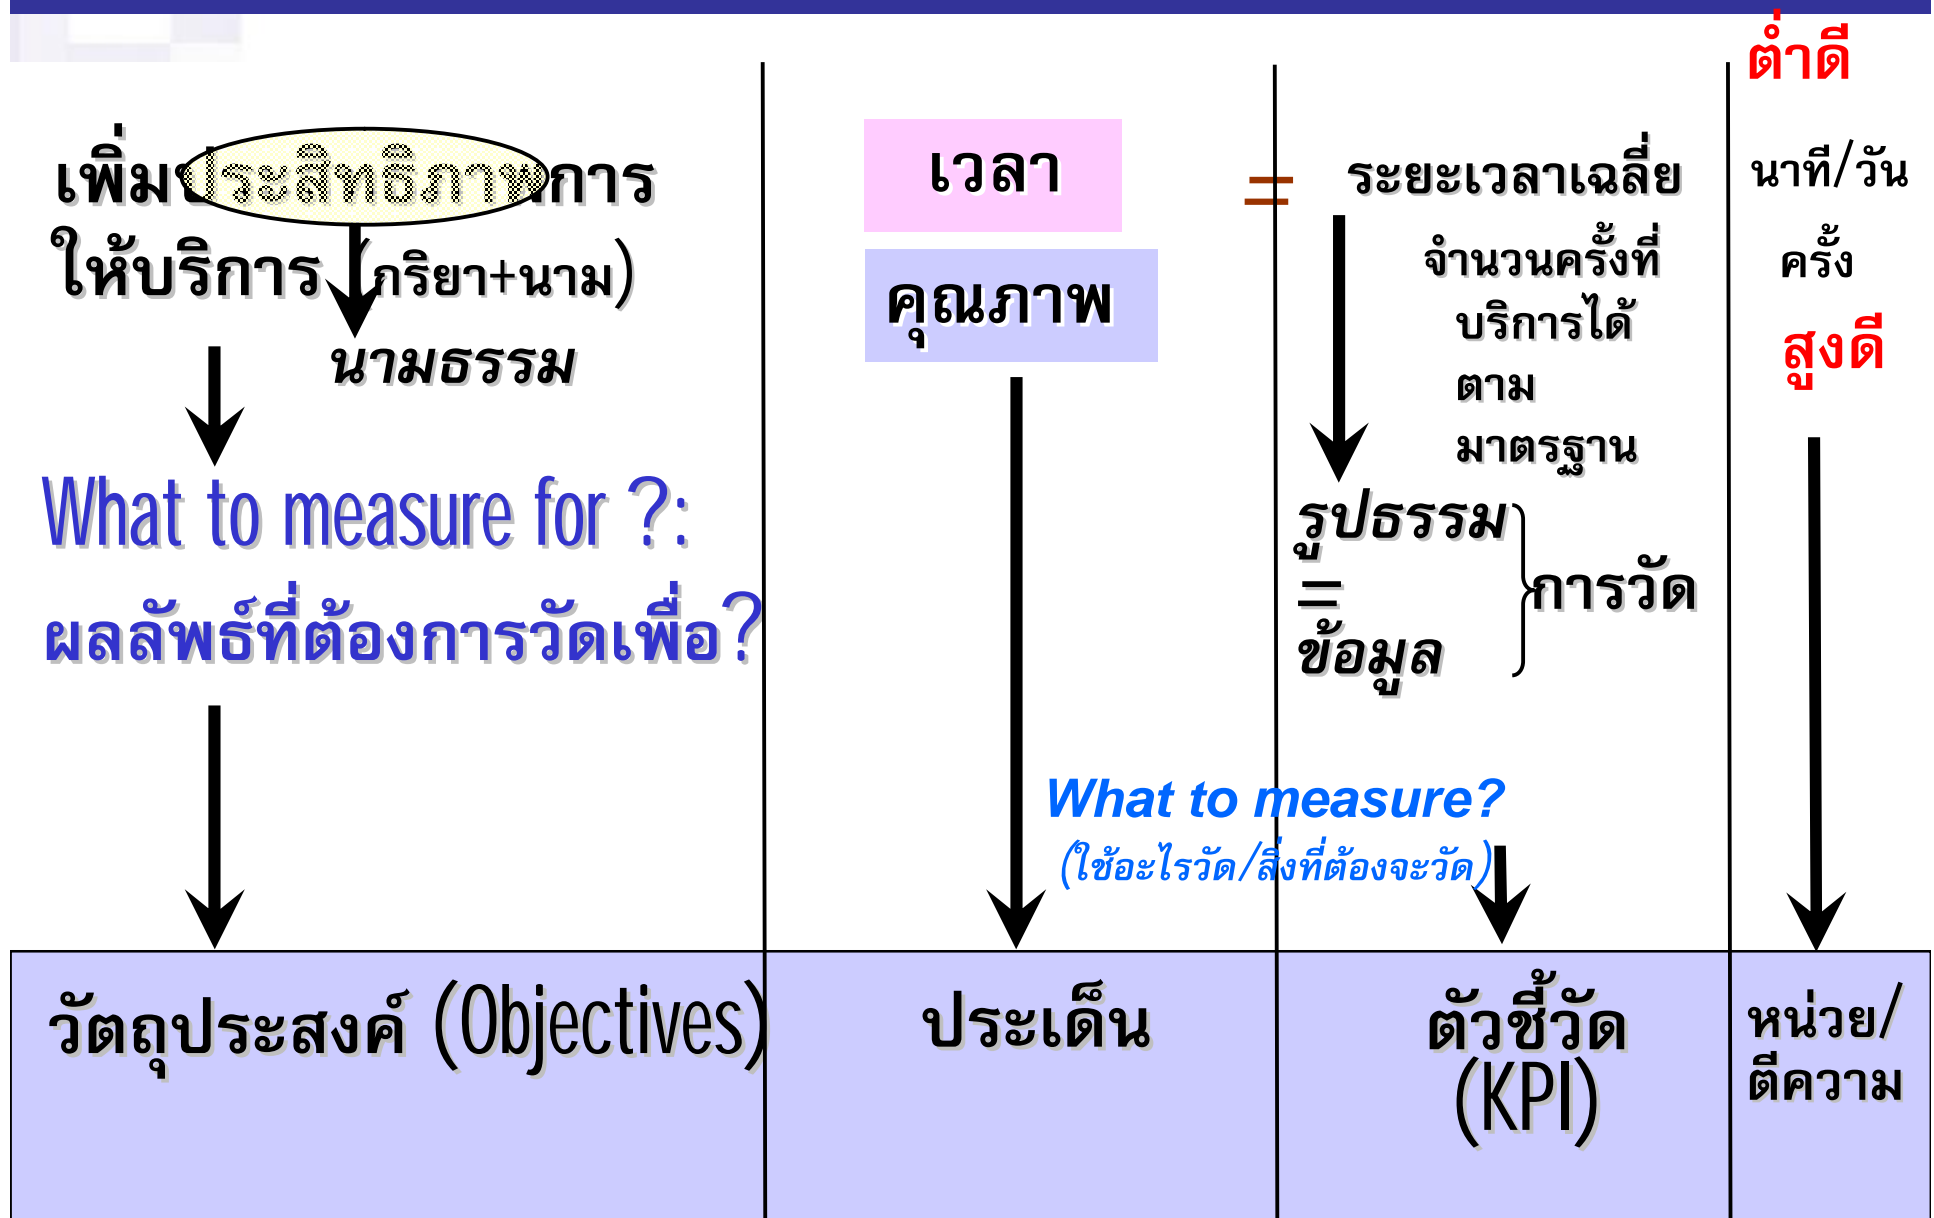 เพิ่มประสิทธิภาพการ
ให้บริการ (กริยา+นาม)
นามธรรม
What to measure for ?:
ผลลัพธ์ที่ต้องการวัดเพื่อ?
วัตถุประสงค์ (Objectives)
เวลา
คุณภาพ
ประเด็น
=
ระยะเวลาเฉลี่ย
จำนวนครั้งที่
บริการได้
ตาม
มาตรฐาน
รูปธรรม
=
ข้อมูล
การวัด
What to measure?
(ใช้อะไรวัด/สิ่งที่ต้องจะวัด)
ตัวชี้วัด
(KPI)
ต่ำดี
นาที/วัน
ครั้ง
สูงดี
หน่วย/
ตีความ